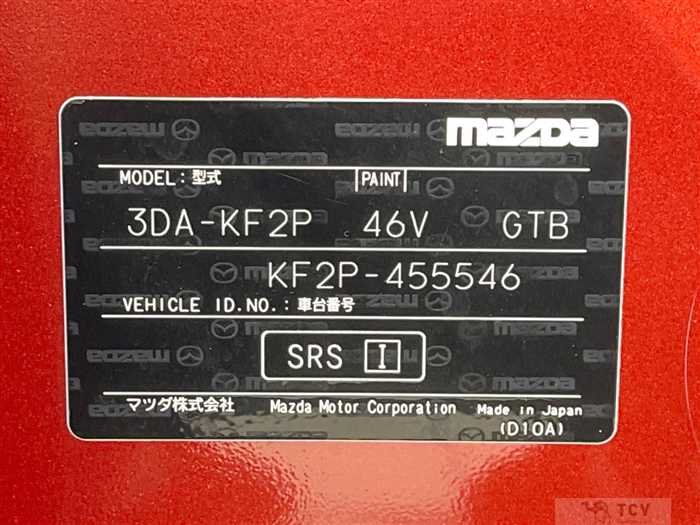 mazda
MODEL : 型式 PAINT
3DA-KF2P 46V GTB
KF2P-455546
VEHICLE ID.NO. : 車台番号
SRS I
マツダ株式会社 Mazda Motor Corporation Made in Japan
(D10A)
TCV